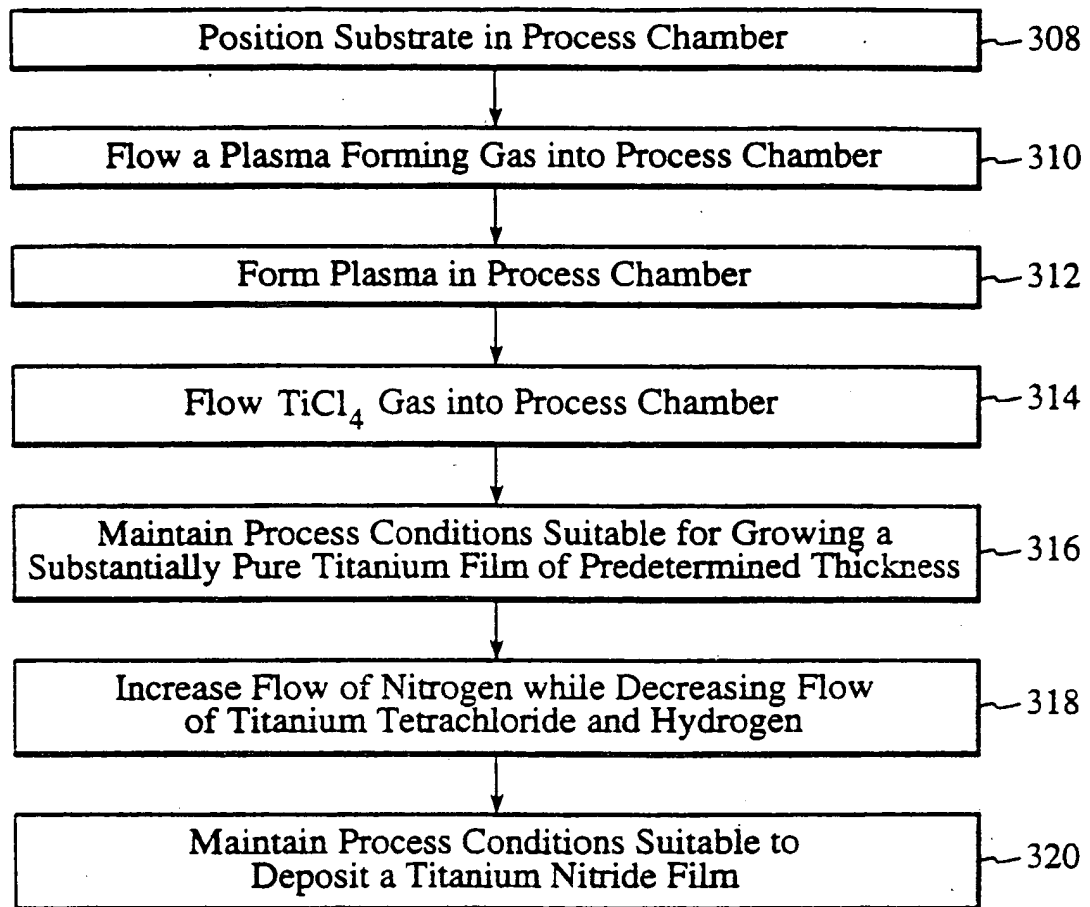 Position Substrate in Process Chamber
308
Flow a Plasma Forming Gas into Process Chamber
310
Form Plasma in Process Chamber
312
Flow TiCl₄ Gas into Process Chamber
314
Maintain Process Conditions Suitable for Growing a
Substantially Pure Titanium Film of Predetermined Thickness
316
Increase Flow of Nitrogen while Decreasing Flow
of Titanium Tetrachloride and Hydrogen
318
Maintain Process Conditions Suitable to
Deposit a Titanium Nitride Film
320